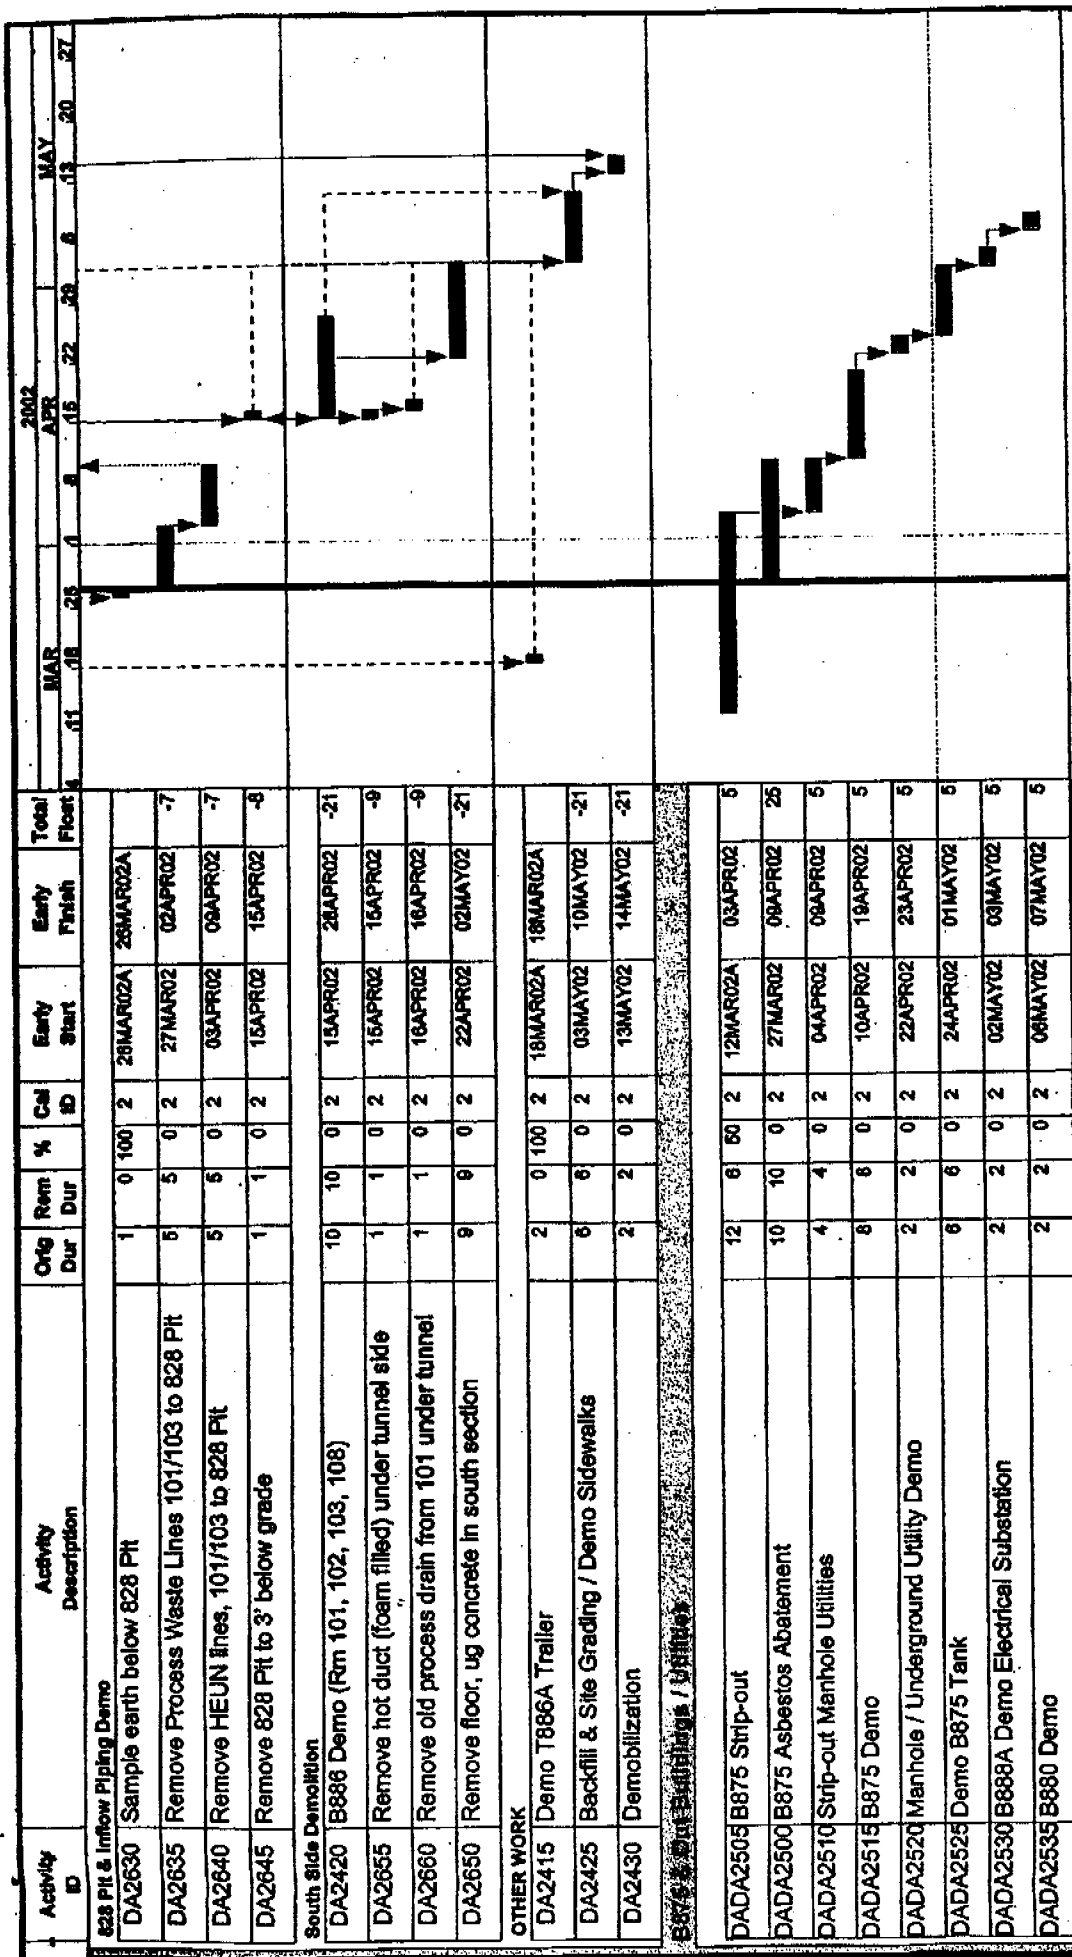 Activity ID Activity Description Orig Dur Rem Dur % Cal ID Early Start Early Finish Total Float
2002
MAR APR MAY
4 11 18 25 1 8 15 22 29 6 13 20 27
828 Pit & Inflow Piping Demo
DA2630 Sample earth below 828 Pit 1 0 100 2 26MAR02A 26MAR02A
DA2635 Remove Process Waste Lines 101/103 to 828 Pit 5 5 0 2 27MAR02 02APR02 -7
DA2640 Remove HEUN lines, 101/103 to 828 Pit 5 5 0 2 03APR02 09APR02 -7
DA2645 Remove 828 Pit to 3' below grade 1 1 0 2 15APR02 15APR02 -8
South Side Demolition
DA2420 B886 Demo (Rm 101, 102, 103, 108) 10 10 0 2 15APR02 26APR02 -21
DA2655 Remove hot duct (foam filled) under tunnel side 1 1 0 2 15APR02 15APR02 -9
DA2660 Remove old process drain from 101 under tunnel 1 1 0 2 16APR02 16APR02 -9
DA2650 Remove floor, ug concrete in south section 9 9 0 2 22APR02 02MAY02 -21
OTHER WORK
DA2415 Demo T886A Trailer 2 0 100 2 18MAR02A 18MAR02A
DA2425 Backfill & Site Grading / Demo Sidewalks 6 6 0 2 03MAY02 10MAY02 -21
DA2430 Demobilization 2 2 0 2 13MAY02 14MAY02 -21
B875 & Out Buildings / Utilities
DADA2505 B875 Strip-out 12 6 50 2 12MAR02A 03APR02 5
DADA2500 B875 Asbestos Abatement 10 10 0 2 27MAR02 09APR02 25
DADA2510 Strip-out Manhole Utilities 4 4 0 2 04APR02 09APR02 5
DADA2515 B875 Demo 8 8 0 2 10APR02 19APR02 5
DADA2520 Manhole / Underground Utility Demo 2 2 0 2 22APR02 23APR02 5
DADA2525 Demo B875 Tank 6 6 0 2 24APR02 01MAY02 5
DADA2530 B888A Demo Electrical Substation 2 2 0 2 02MAY02 03MAY02 5
DADA2535 B880 Demo 2 2 0 2 06MAY02 07MAY02 5